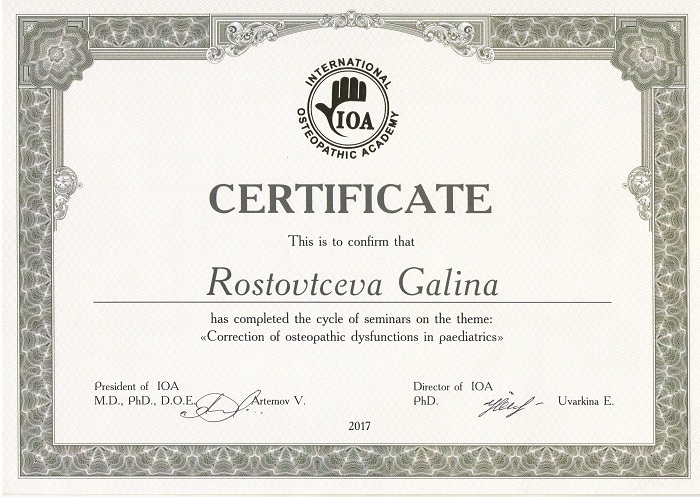 INTERNATIONAL
IOA
OSTEOPATHIC ACADEMY
CERTIFICATE
This is to confirm that
Rostovtceva Galina
has completed the cycle of seminars on the theme:
«Correction of osteopathic dysfunctions in paediatrics»
President of IOA
M.D., PhD., D.O.E. Artemov V.
Director of IOA
PhD. Uvarkina E.
2017